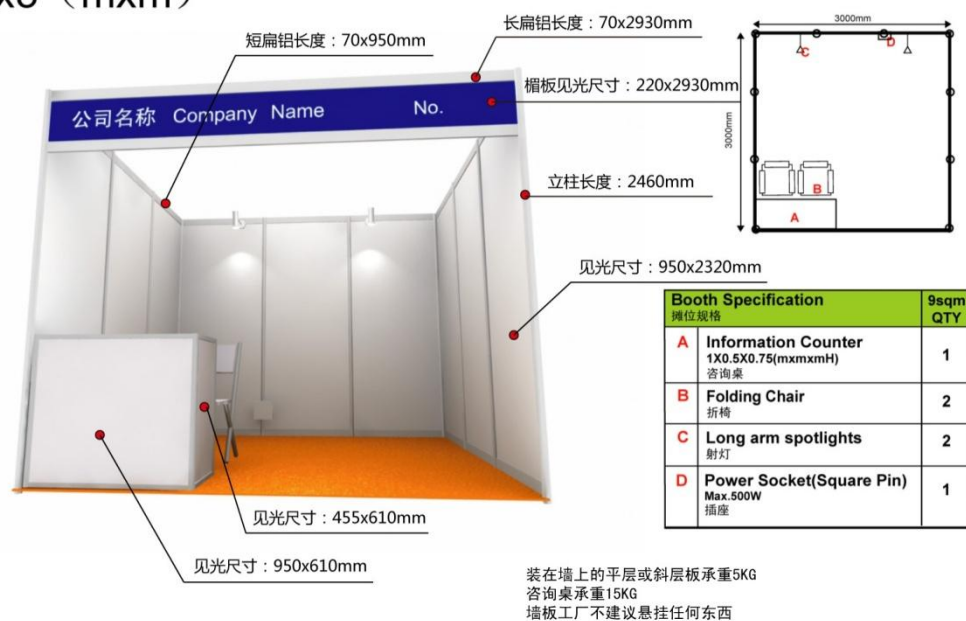 短扁铝长度：70x950mm
长扁铝长度：70x2930mm
楣板见光尺寸：220x2930mm
公司名称 Company Name No.
立柱长度：2460mm
见光尺寸：950x2320mm
见光尺寸：455x610mm
见光尺寸：950x610mm
3000mm
3000mm
C
D
B
A
Booth Specification
摊位规格
9sqm
QTY
A Information Counter
1X0.5X0.75(mxmxmH)
咨询桌
1
B Folding Chair
折椅
2
C Long arm spotlights
射灯
2
D Power Socket(Square Pin)
Max.500W
插座
1
装在墙上的平层或斜层板承重5KG
咨询桌承重15KG
墙板工厂不建议悬挂任何东西